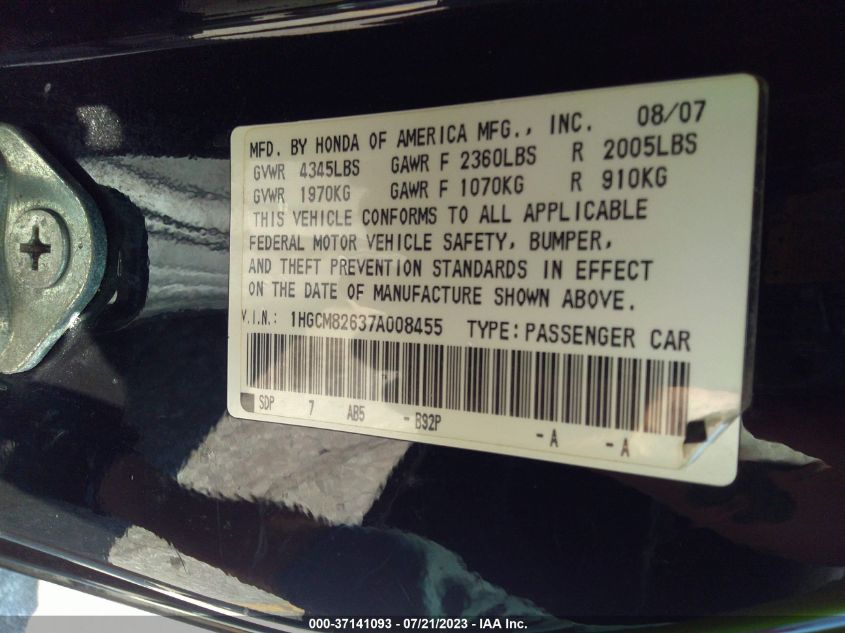 MFD. BY HONDA OF AMERICA MFG., INC. 08/07
GVWR 4345LBS GAWR F 2360LBS R 2005LBS
GVWR 1970KG GAWR F 1070KG R 910KG
THIS VEHICLE CONFORMS TO ALL APPLICABLE
FEDERAL MOTOR VEHICLE SAFETY, BUMPER,
AND THEFT PREVENTION STANDARDS IN EFFECT
ON THE DATE OF MANUFACTURE SHOWN ABOVE.
V.I.N.: 1HGCM82637A008455 TYPE: PASSENGER CAR
SDP 7 AB5 - B92P -A -A
000-37141093 - 07/21/2023 - IAA Inc.